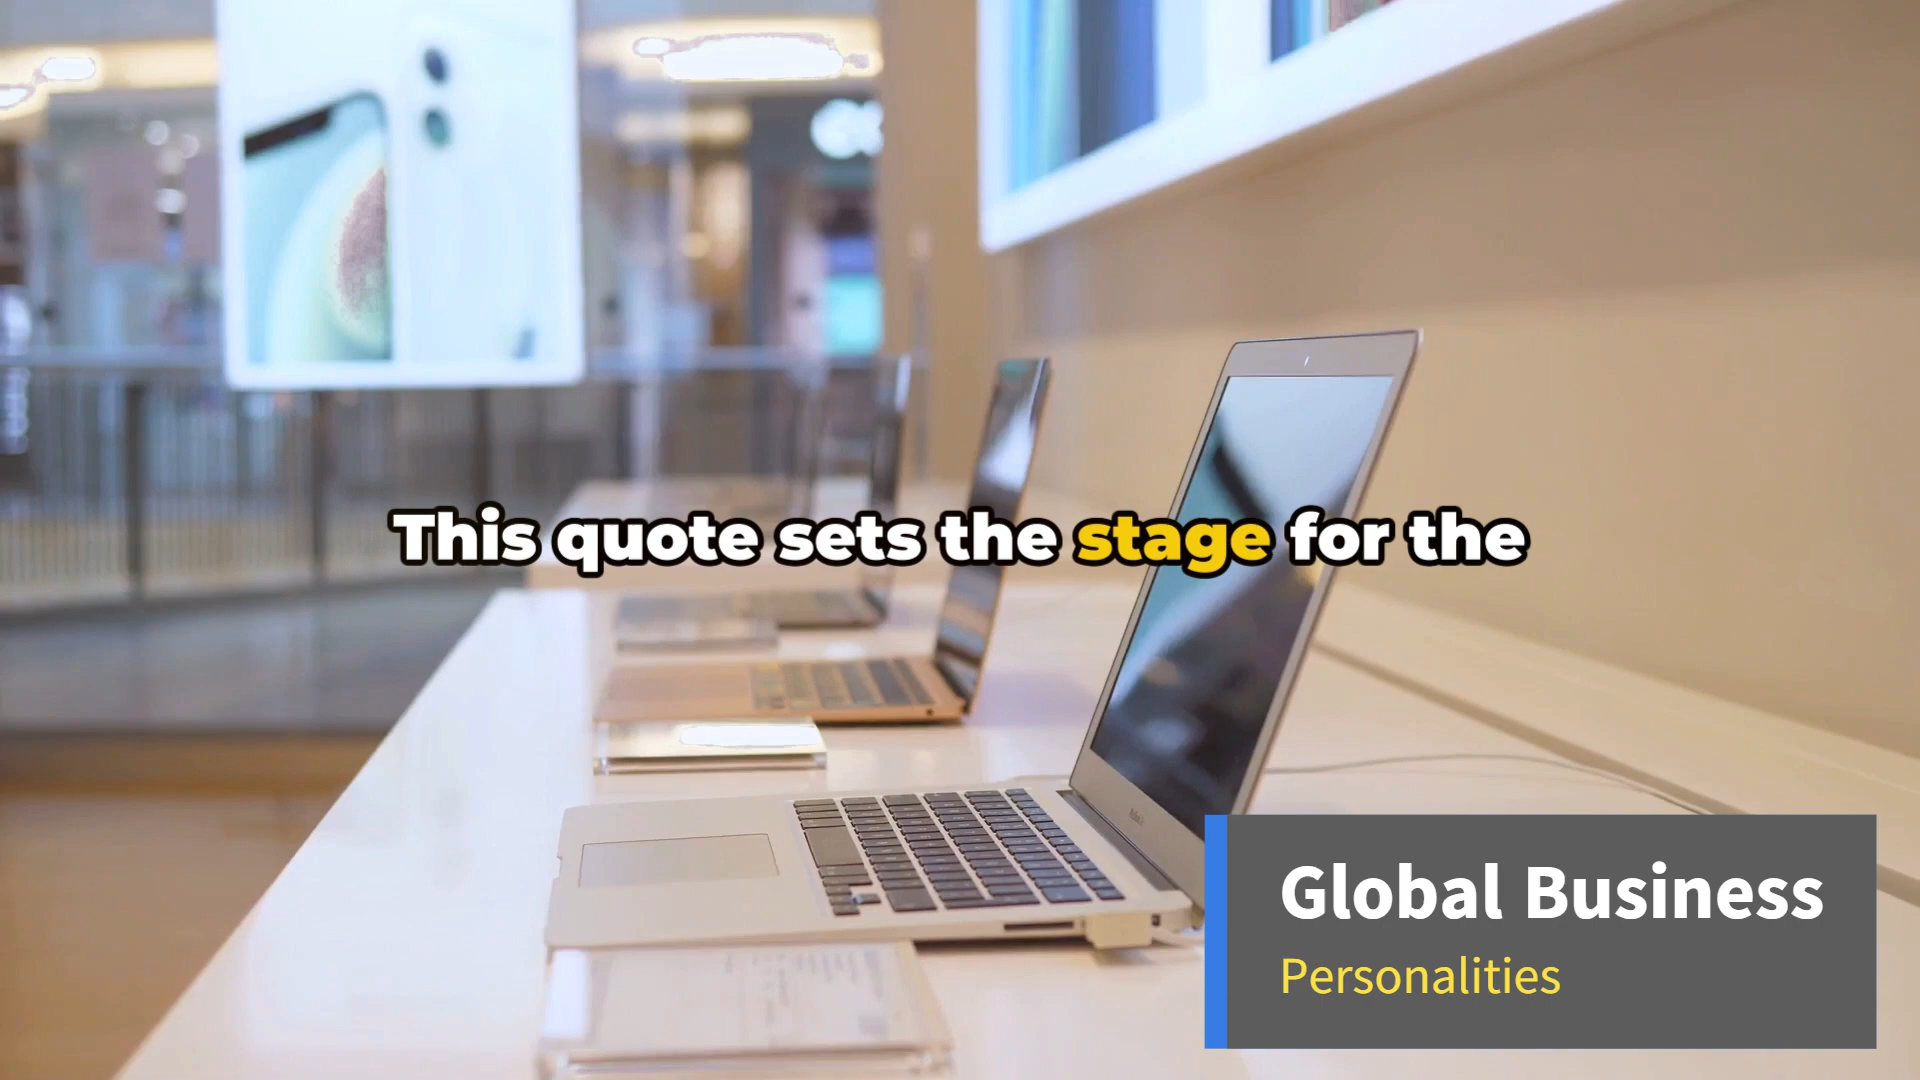 This quote sets the stage for the
Global Business
Personalities